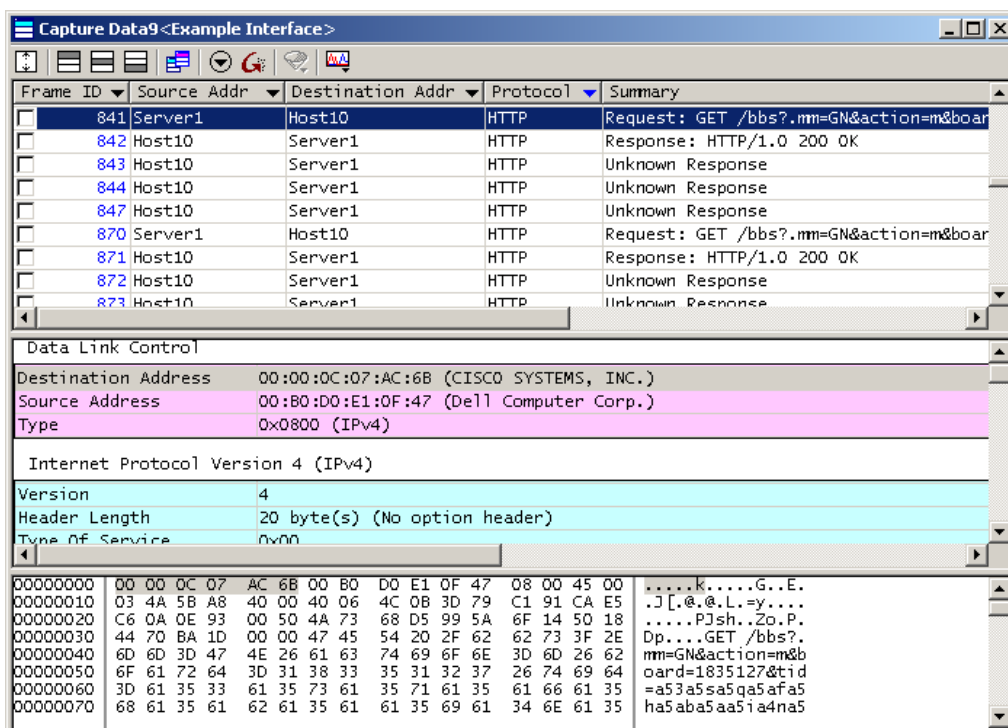 Capture Data9<Example Interface>
Frame ID Source Addr Destination Addr Protocol Summary
841 Server1 Host10 HTTP Request: GET /bbs?.mm=GN&action=m&boar
842 Host10 Server1 HTTP Response: HTTP/1.0 200 OK
843 Host10 Server1 HTTP Unknown Response
844 Host10 Server1 HTTP Unknown Response
847 Host10 Server1 HTTP Unknown Response
870 Server1 Host10 HTTP Request: GET /bbs?.mm=GN&action=m&boar
871 Host10 Server1 HTTP Response: HTTP/1.0 200 OK
872 Host10 Server1 HTTP Unknown Response
873 Host10 Server1 HTTP Unknown Response
Data Link Control
Destination Address 00:00:0C:07:AC:6B (CISCO SYSTEMS, INC.)
Source Address 00:B0:D0:E1:0F:47 (Dell Computer Corp.)
Type 0x0800 (IPv4)
Internet Protocol Version 4 (IPv4)
Version 4
Header Length 20 byte(s) (No option header)
Type Of Service 0x00
00000000 00 00 0C 07 AC 6B 00 B0 D0 E1 0F 47 08 00 45 00 .....k.....G..E.
00000010 03 4A 5B A8 40 00 40 06 4C 0B 3D 79 C1 91 CA E5 .J[.@.@.L.=y....
00000020 C6 0A 0E 93 00 50 4A 73 68 D5 99 5A 6F 14 50 18 .....PJsh..Zo.P.
00000030 44 70 BA 1D 00 00 47 45 54 20 2F 62 62 73 3F 2E Dp....GET /bbs?.
00000040 6D 6D 3D 47 4E 26 61 63 74 69 6F 6E 3D 6D 26 62 mm=GN&action=m&b
00000050 6F 61 72 64 3D 31 38 33 35 31 32 37 26 74 69 64 oard=1835127&tid
00000060 3D 61 35 33 61 35 73 61 35 71 61 35 61 66 61 35 =a53a5sa5qa5afa5
00000070 68 61 35 61 62 61 35 61 61 35 69 61 34 6E 61 35 ha5aba5aa5ia4na5